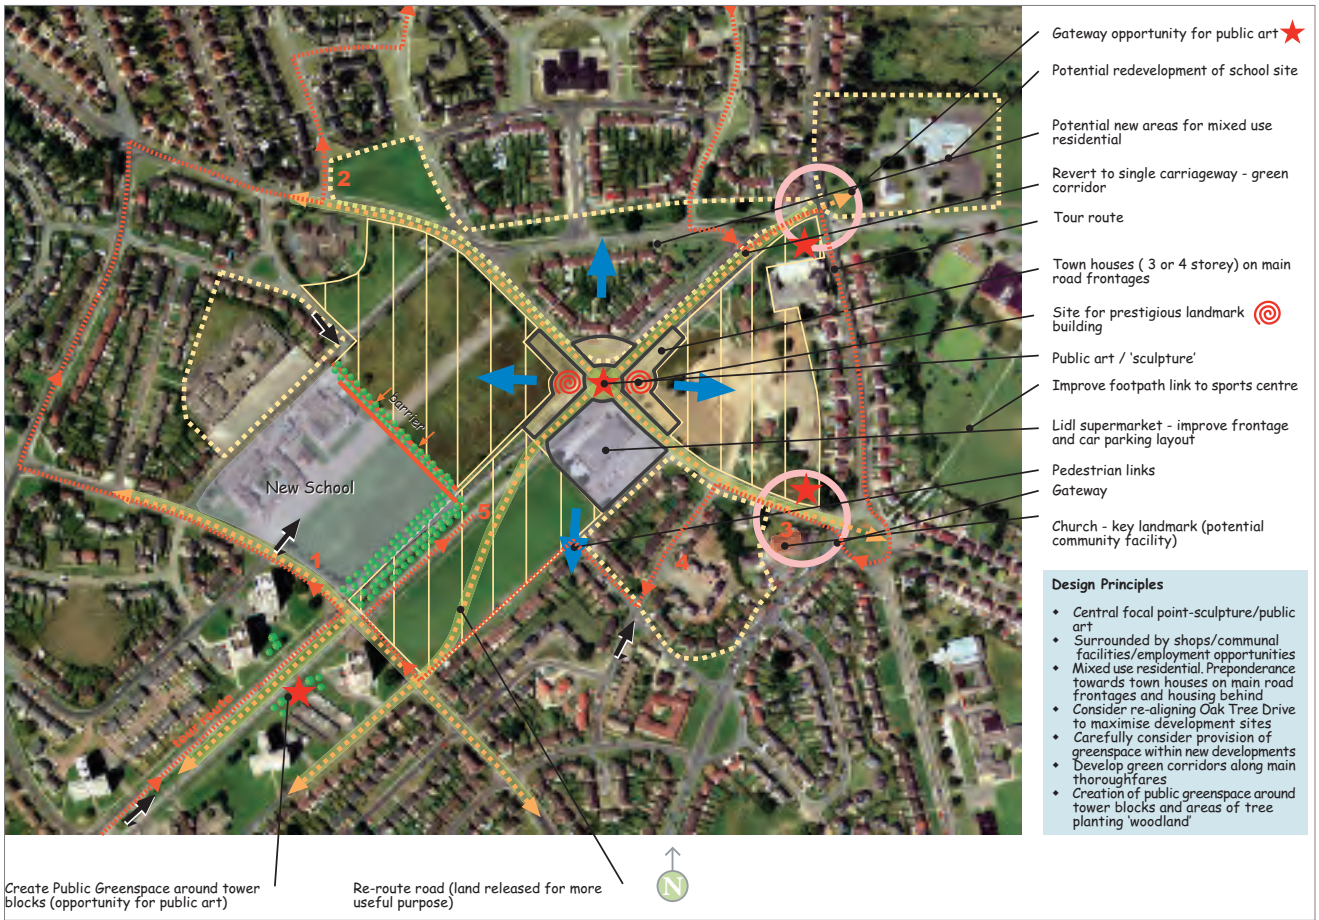 Gateway opportunity for public art
Potential redevelopment of school site
Potential new areas for mixed use
residential
Revert to single carriageway - green
corridor
Tour route
Town houses ( 3 or 4 storey) on main
road frontages
Site for prestigious landmark
building
Public art / ‘sculpture’
Improve footpath link to sports centre
Lidl supermarket - improve frontage
and car parking layout
Pedestrian links
Gateway
Church - key landmark (potential
community facility)
Design Principles
Central focal point-sculpture/public
art
Surrounded by shops/communal
facilities/employment opportunities
Mixed use residential. Preponderance
towards town houses on main road
frontages and housing behind
Consider re-aligning Oak Tree Drive
to maximise development sites
Carefully consider provision of
greenspace within new developments
Develop green corridors along main
thoroughfares
Creation of public greenspace around
tower blocks and areas of tree
planting ‘woodland’
2
barrier
New School
5
3
4
1
Tour Route
N
Create Public Greenspace around tower
blocks (opportunity for public art)
Re-route road (land released for more
useful purpose)